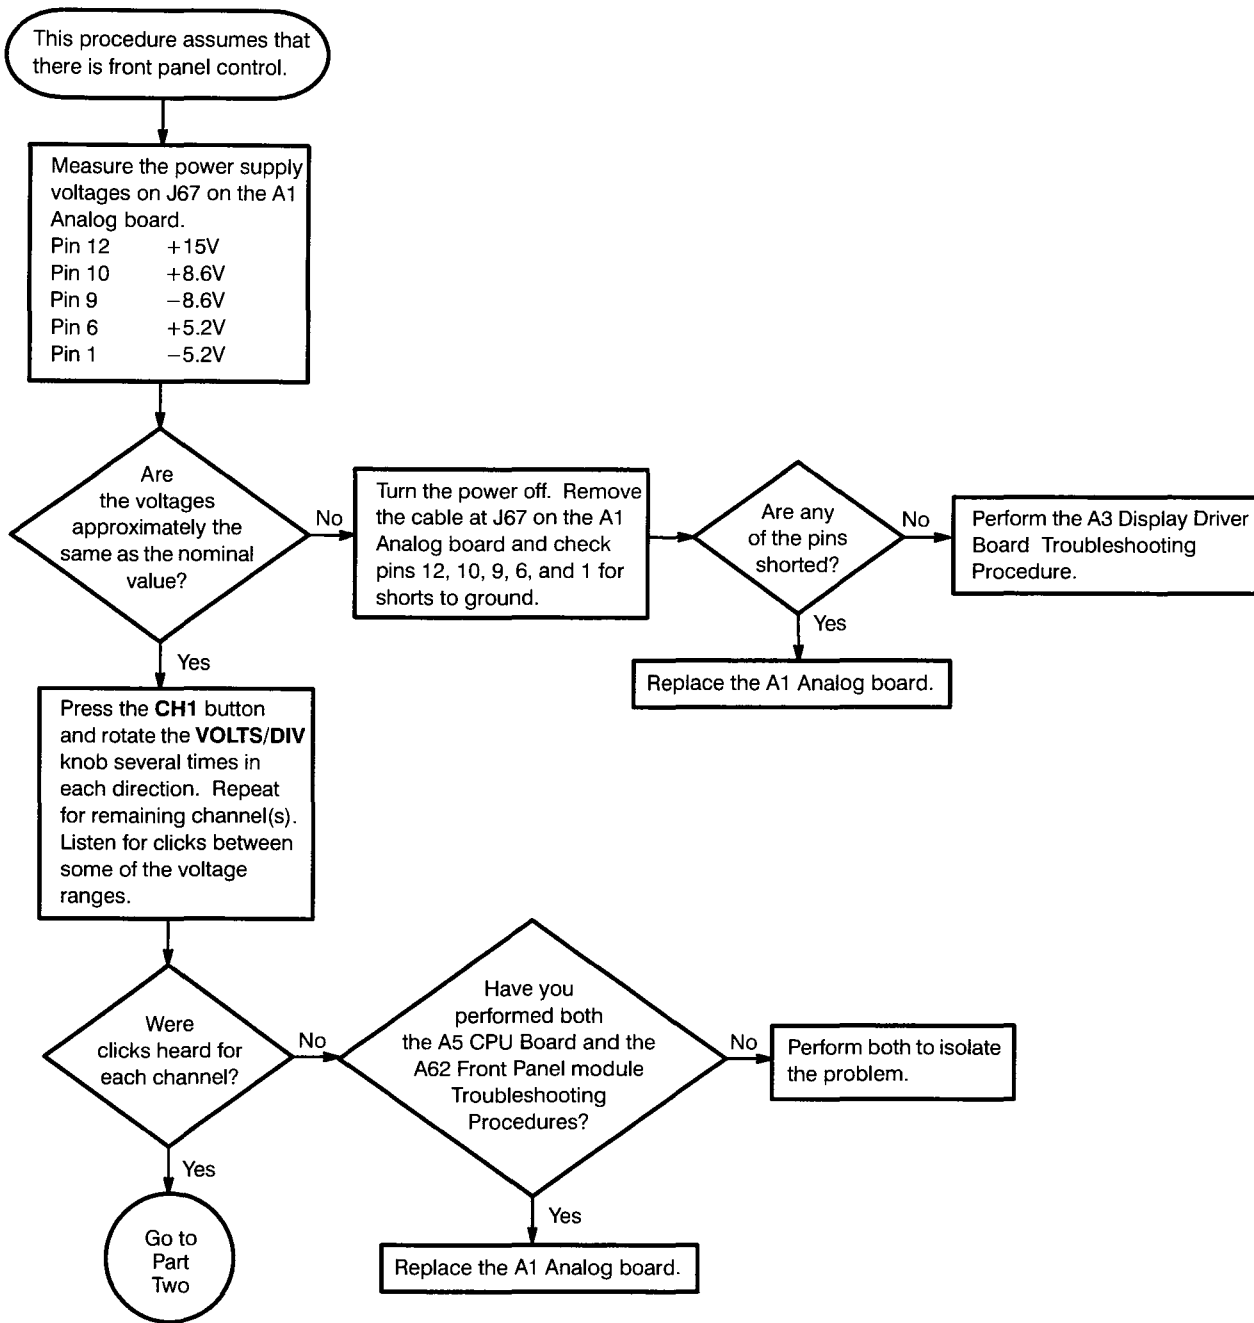 This procedure assumes that
there is front panel control.
Measure the power supply
voltages on J67 on the A1
Analog board.
Pin 12 +15V
Pin 10 +8.6V
Pin 9 −8.6V
Pin 6 +5.2V
Pin 1 −5.2V
Are
the voltages
approximately the
same as the nominal
value?
No
Turn the power off. Remove
the cable at J67 on the A1
Analog board and check
pins 12, 10, 9, 6, and 1 for
shorts to ground.
Are any
of the pins
shorted?
No
Perform the A3 Display Driver
Board Troubleshooting
Procedure.
Yes
Replace the A1 Analog board.
Yes
Press the CH1 button
and rotate the VOLTS/DIV
knob several times in
each direction. Repeat
for remaining channel(s).
Listen for clicks between
some of the voltage
ranges.
Were
clicks heard for
each channel?
No
Have you
performed both
the A5 CPU Board and the
A62 Front Panel module
Troubleshooting
Procedures?
No
Perform both to isolate
the problem.
Yes
Replace the A1 Analog board.
Yes
Go to
Part
Two